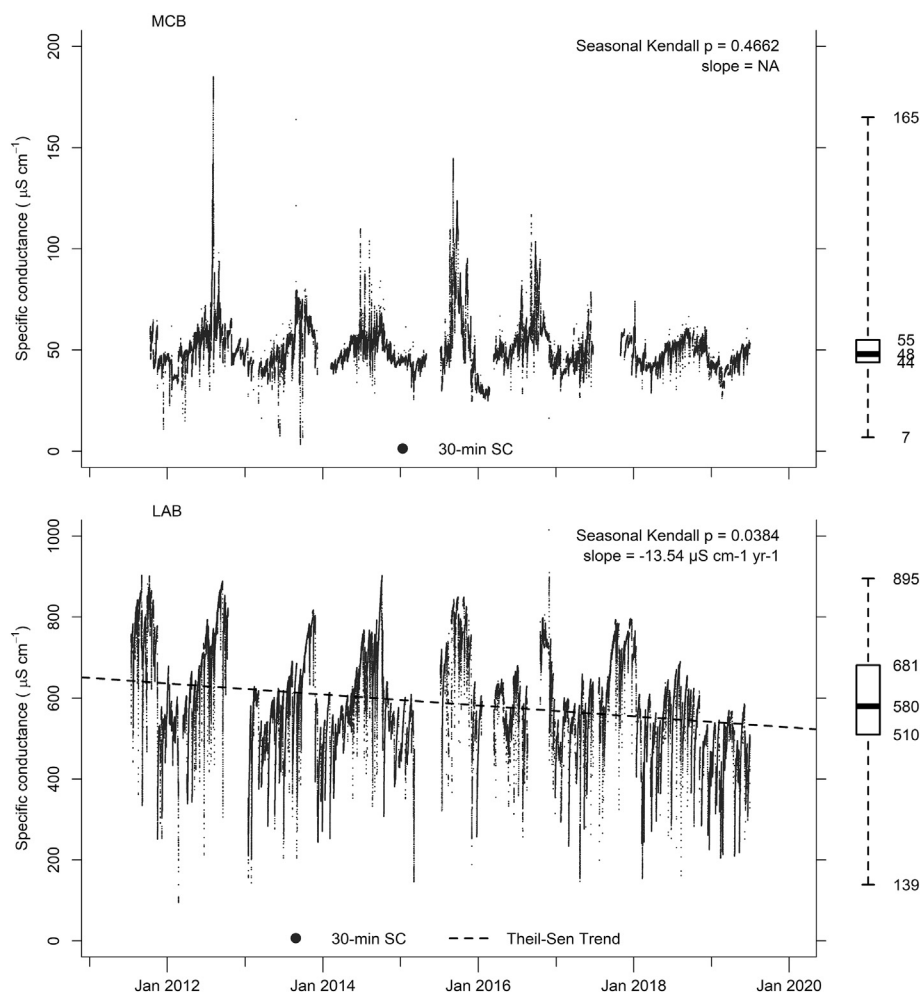 MCB
Seasonal Kendall p = 0.4662
slope = NA
Specific conductance ( μS cm⁻¹)
200
150
100
50
0
30-min SC
165
55
48
44
7
LAB
Seasonal Kendall p = 0.0384
slope = -13.54 μS cm-1 yr-1
Specific conductance ( μS cm⁻¹)
1000
800
600
400
200
0
30-min SC
Theil-Sen Trend
895
681
580
510
139
Jan 2012
Jan 2014
Jan 2016
Jan 2018
Jan 2020